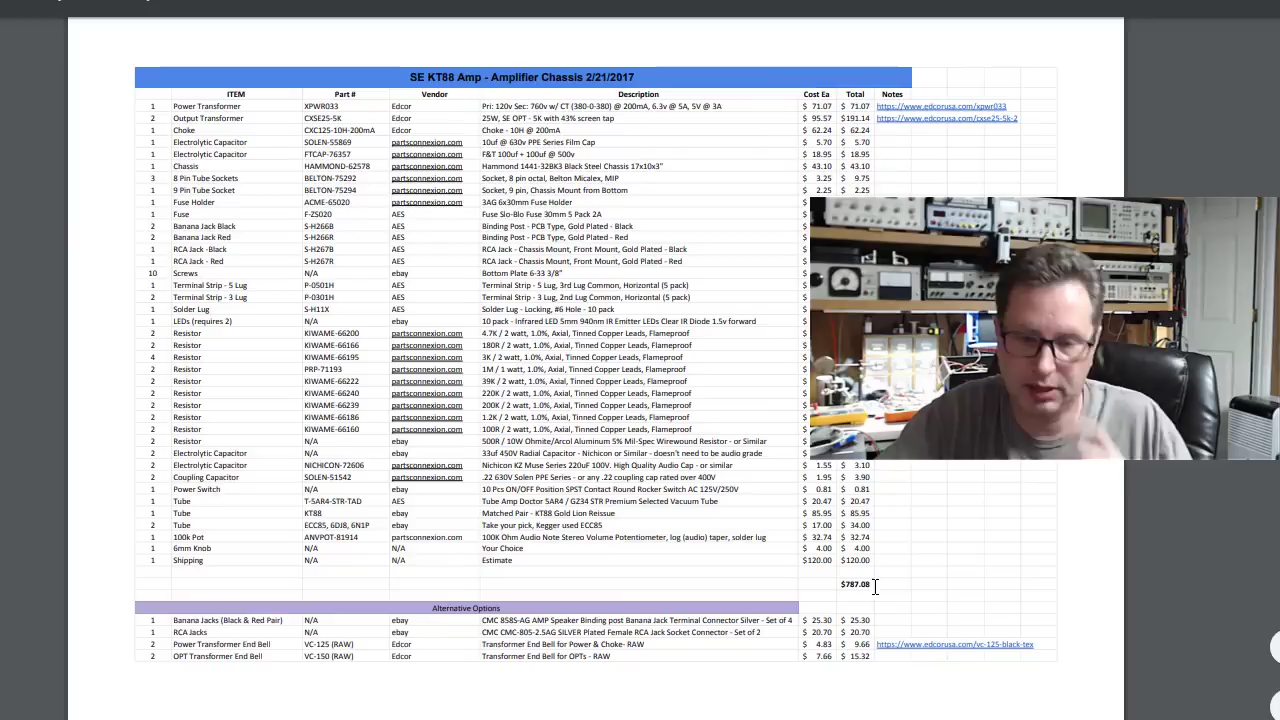 SE KT88 Amp - Amplifier Chassis 2/21/2017
ITEM Part # Vendor Description Cost Ea Total Notes
1 Power Transformer XPWR033 Edcor Pri: 120v Sec: 760v w/ CT (380-0-380) @ 200mA, 6.3v @ 5A, 5V @ 3A $ 71.07 $ 71.07 https://www.edcorusa.com/xpwr033
2 Output Transformer CXSE25-5K Edcor 25W, SE OPT - 5K with 43% screen tap $ 95.57 $191.14 https://www.edcorusa.com/cxse25-5k-2
1 Choke CXC125-10H-200mA Edcor Choke - 10H @ 200mA $ 62.24 $ 62.24
1 Electrolytic Capacitor SOLEN-55869 partsconnexion.com 10uf @ 630v PPE Series Film Cap $ 5.70 $ 5.70
1 Electrolytic Capacitor FTCAP-76357 partsconnexion.com F&T 100uf + 100uf @ 500v $ 18.95 $ 18.95
1 Chassis HAMMOND-62578 partsconnexion.com Hammond 1441-32BK3 Black Steel Chassis 17x10x3" $ 43.10 $ 43.10
3 8 Pin Tube Sockets BELTON-75292 partsconnexion.com Socket, 8 pin octal, Belton Micalex, MIP $ 3.25 $ 9.75
1 9 Pin Tube Socket BELTON-75294 partsconnexion.com Socket, 9 pin, Chassis Mount from Bottom $ 2.25 $ 2.25
1 Fuse Holder ACME-65020 partsconnexion.com 3AG 6x30mm Fuse Holder $
1 Fuse F-ZS020 AES Fuse Slo-Blo Fuse 30mm 5 Pack 2A $
2 Banana Jack Black S-H266B AES Binding Post - PCB Type, Gold Plated - Black $
2 Banana Jack Red S-H266R AES Binding Post - PCB Type, Gold Plated - Red $
1 RCA Jack -Black S-H267B AES RCA Jack - Chassis Mount, Front Mount, Gold Plated - Black $
1 RCA Jack - Red S-H267R AES RCA Jack - Chassis Mount, Front Mount, Gold Plated - Red $
10 Screws N/A ebay Bottom Plate 6-33 3/8" $
1 Terminal Strip - 5 Lug P-0501H AES Terminal Strip - 5 Lug, 3rd Lug Common, Horizontal (5 pack) $
2 Terminal Strip - 3 Lug P-0301H AES Terminal Strip - 3 Lug, 2nd Lug Common, Horizontal (5 pack) $
1 Solder Lug S-H11X AES Solder Lug - Locking, #6 Hole - 10 pack $
1 LEDs (requires 2) N/A ebay 10 pack - Infrared LED 5mm 940nm IR Emitter LEDs Clear IR Diode 1.5v forward $
2 Resistor KIWAME-66200 partsconnexion.com 4.7K / 2 watt, 1.0%, Axial, Tinned Copper Leads, Flameproof $
2 Resistor KIWAME-66166 partsconnexion.com 180R / 2 watt, 1.0%, Axial, Tinned Copper Leads, Flameproof $
4 Resistor KIWAME-66195 partsconnexion.com 3K / 2 watt, 1.0%, Axial, Tinned Copper Leads, Flameproof $
2 Resistor PRP-71193 partsconnexion.com 1M / 1 watt, 1.0%, Axial, Tinned Copper Leads, Flameproof $
2 Resistor KIWAME-66222 partsconnexion.com 39K / 2 watt, 1.0%, Axial, Tinned Copper Leads, Flameproof $
2 Resistor KIWAME-66240 partsconnexion.com 220K / 2 watt, 1.0%, Axial, Tinned Copper Leads, Flameproof $
2 Resistor KIWAME-66239 partsconnexion.com 200K / 2 watt, 1.0%, Axial, Tinned Copper Leads, Flameproof $
2 Resistor KIWAME-66186 partsconnexion.com 1.2K / 2 watt, 1.0%, Axial, Tinned Copper Leads, Flameproof $
2 Resistor KIWAME-66160 partsconnexion.com 100R / 2 watt, 1.0%, Axial, Tinned Copper Leads, Flameproof $
2 Resistor N/A ebay 500R / 10W Ohmite/Arcol Aluminum 5% Mil-Spec Wirewound Resistor - or Similar $
2 Electrolytic Capacitor N/A ebay 33uf 450V Radial Capacitor - Nichicon or Similar - doesn't need to be audio grade $
2 Electrolytic Capacitor NICHICON-72606 partsconnexion.com Nichicon KZ Muse Series 220uF 100V. High Quality Audio Cap - or similar $ 1.55 $ 3.10
2 Coupling Capacitor SOLEN-51542 partsconnexion.com .22 630V Solen PPE Series - or any .22 coupling cap rated over 400V $ 1.95 $ 3.90
1 Power Switch N/A ebay 10 Pcs ON/OFF Position SPST Contact Round Rocker Switch AC 125V/250V $ 0.81 $ 0.81
1 Tube T-5AR4-STR-TAD AES Tube Amp Doctor 5AR4 / GZ34 STR Premium Selected Vacuum Tube $ 20.47 $ 20.47
1 Tube KT88 ebay Matched Pair - KT88 Gold Lion Reissue $ 85.95 $ 85.95
2 Tube ECC85, 6DJ8, 6N1P ebay Take your pick, Kegger used ECC85 $ 17.00 $ 34.00
1 100k Pot ANVPOT-81914 partsconnexion.com 100K Ohm Audio Note Stereo Volume Potentiometer, log (audio) taper, solder lug $ 32.74 $ 32.74
1 6mm Knob N/A N/A Your Choice $ 4.00 $ 4.00
1 Shipping N/A N/A Estimate $120.00 $120.00
$787.08
Alternative Options
1 Banana Jacks (Black & Red Pair) N/A ebay CMC 858S-AG AMP Speaker Binding post Banana Jack Terminal Connector Silver - Set of 4 $ 25.30 $ 25.30
1 RCA Jacks N/A ebay CMC CMC-805-2.5AG SILVER Plated Female RCA Jack Socket Connector - Set of 2 $ 20.70 $ 20.70
2 Power Transformer End Bell VC-125 (RAW) Edcor Transformer End Bell for Power & Choke- RAW $ 4.83 $ 9.66 https://www.edcorusa.com/vc-125-black-tex
2 OPT Transformer End Bell VC-150 (RAW) Edcor Transformer End Bell for OPTs - RAW $ 7.66 $ 15.32